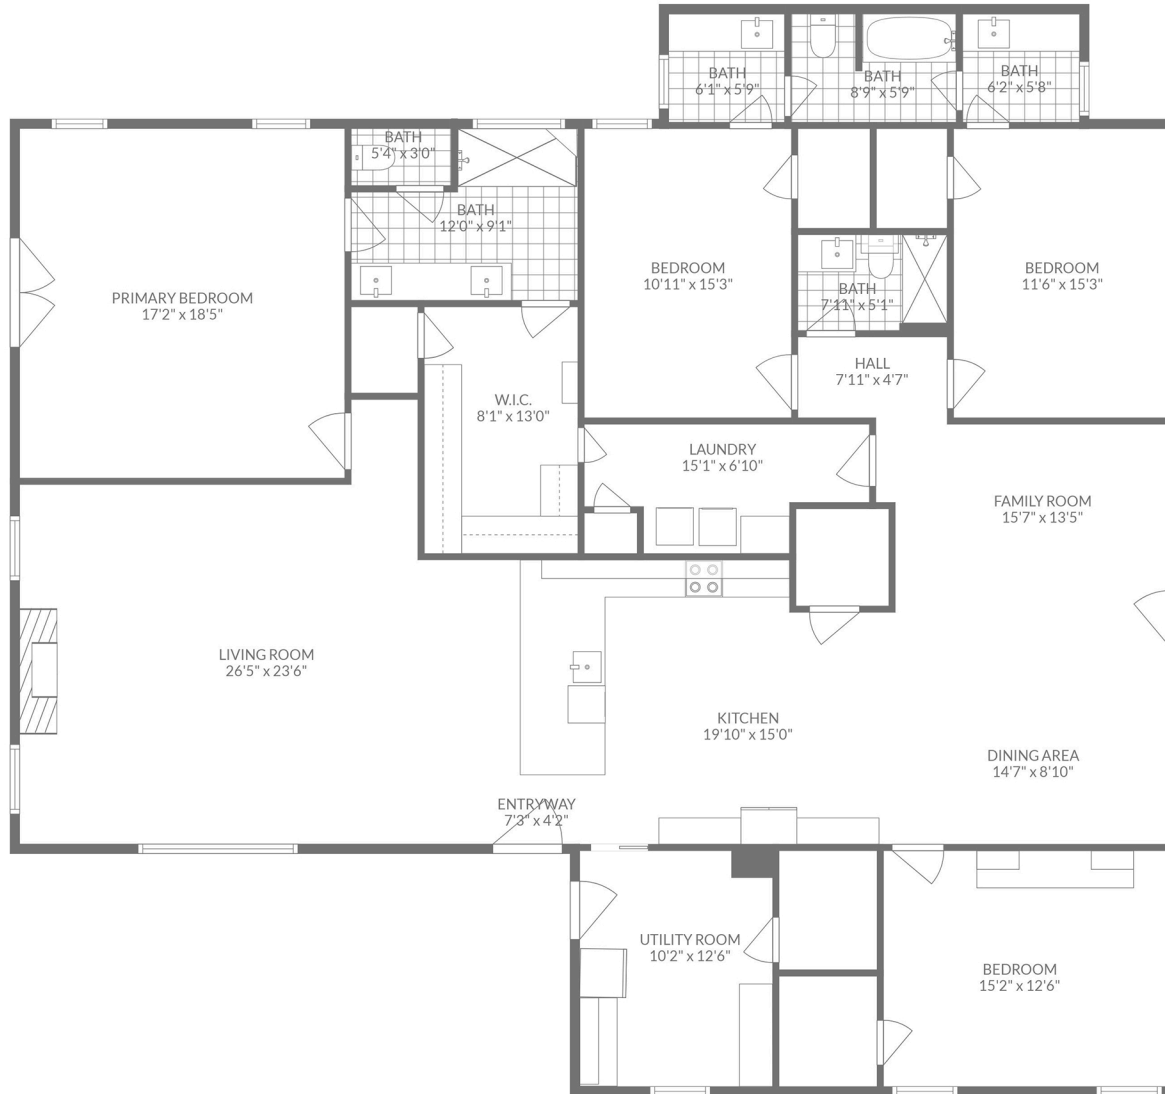 BATH
6'1" x 5'9"
BATH
8'9" x 5'9"
BATH
6'2" x 5'8"
BATH
5'4" x 3'0"
BATH
12'0" x 9'1"
PRIMARY BEDROOM
17'2" x 18'5"
BEDROOM
10'11" x 15'3"
BEDROOM
11'6" x 15'3"
BATH
7'11" x 5'1"
HALL
7'11" x 4'7"
W.I.C.
8'1" x 13'0"
LAUNDRY
15'1" x 6'10"
FAMILY ROOM
15'7" x 13'5"
LIVING ROOM
26'5" x 23'6"
KITCHEN
19'10" x 15'0"
DINING AREA
14'7" x 8'10"
ENTRYWAY
7'3" x 4'2"
UTILITY ROOM
10'2" x 12'6"
BEDROOM
15'2" x 12'6"